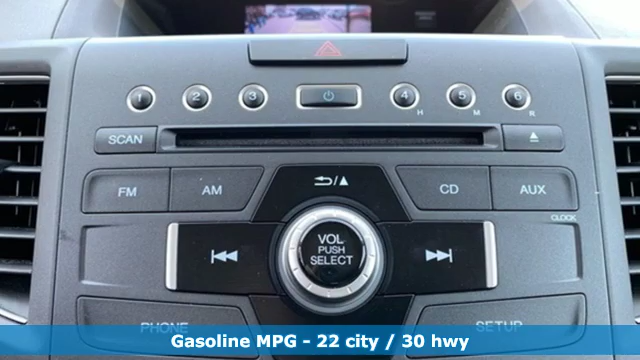 1 2 3 4 5 6
H M R
SCAN
FM AM CD AUX
CLOCK
VOL
PUSH
SELECT
PHONE SETUP
Gasoline MPG - 22 city / 30 hwy